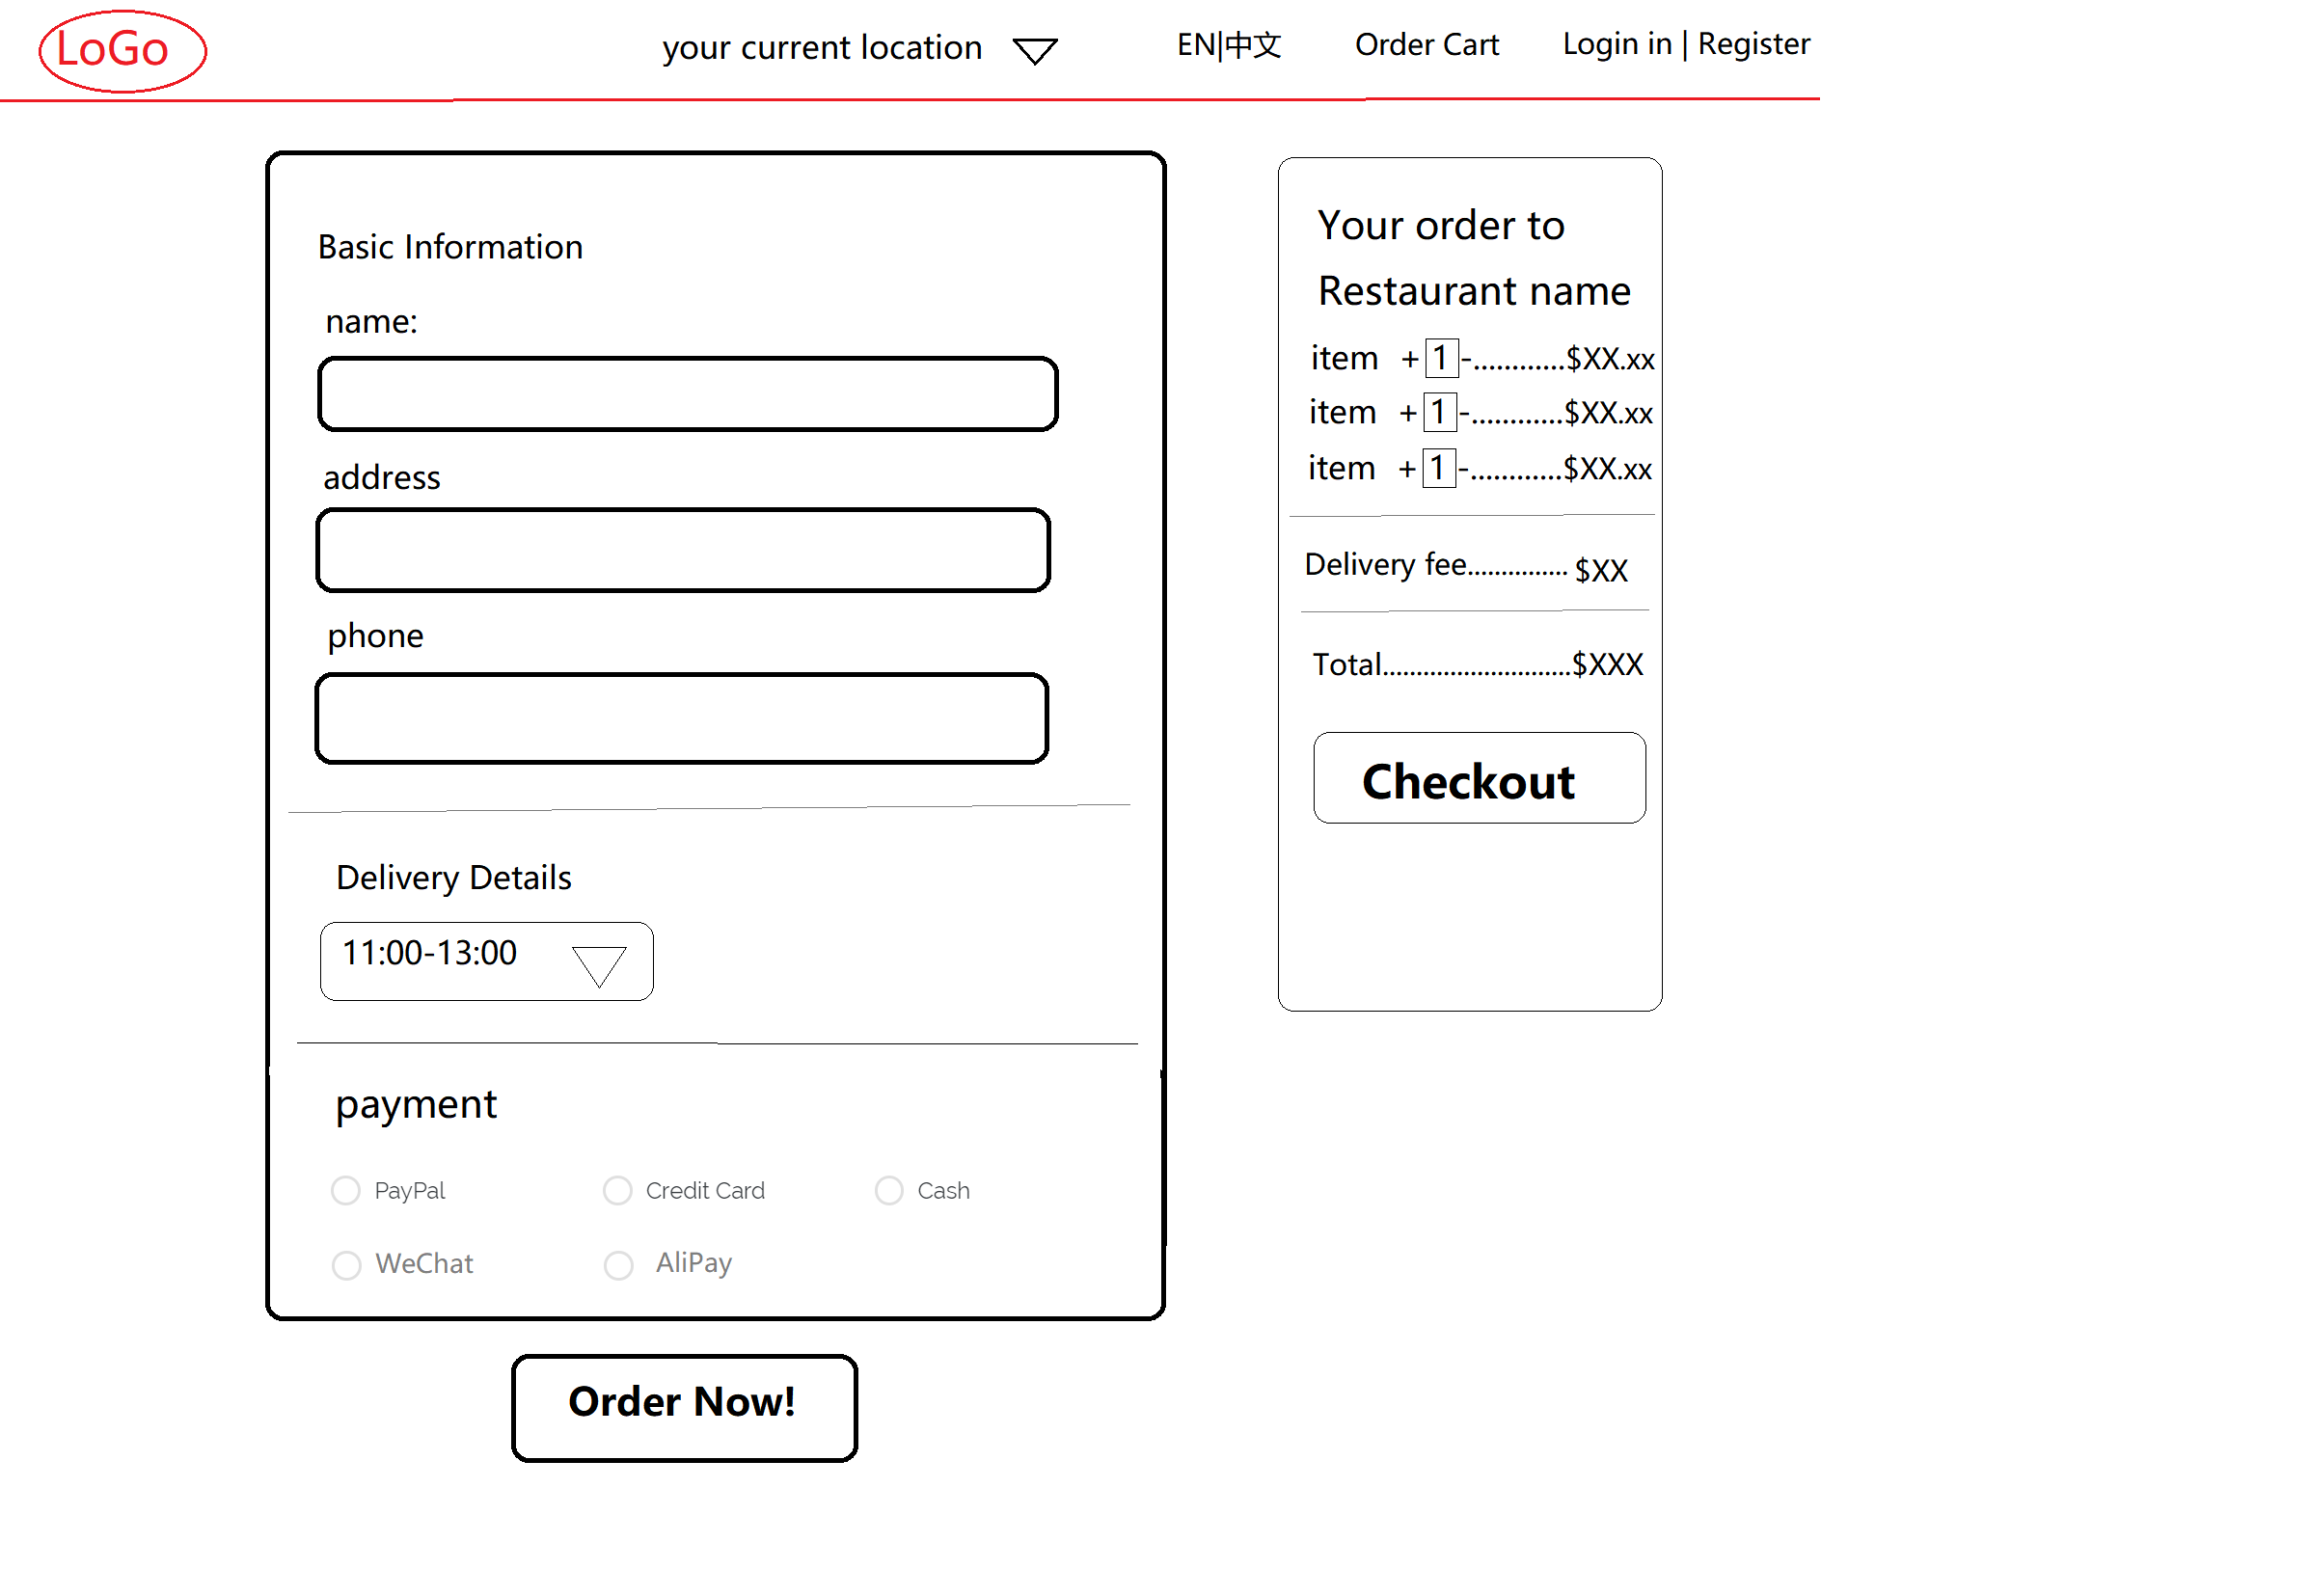 LoGo
your current location
EN|中文
Order Cart
Login in | Register
Basic Information
name:
address
phone
Delivery Details
11:00-13:00
payment
PayPal
Credit Card
Cash
WeChat
AliPay
Order Now!
Your order to
Restaurant name
item +1-............$XX.xx
item +1-............$XX.xx
item +1-............$XX.xx
Delivery fee............... $XX
Total............................$XXX
Checkout